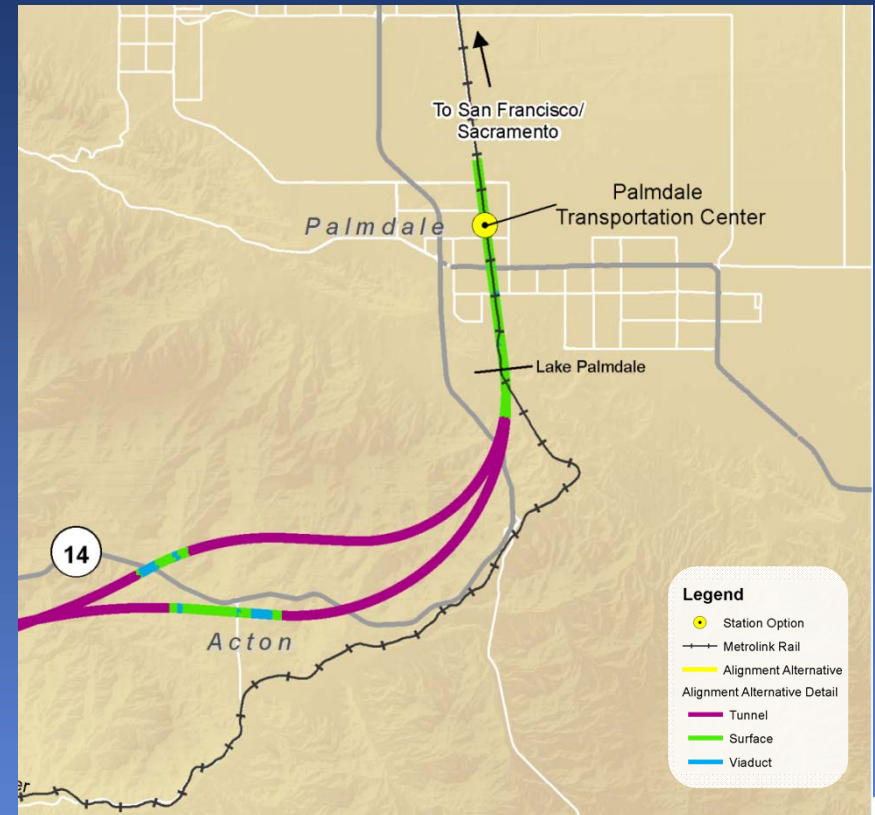 To San Francisco/
Sacramento
Palmdale
Transportation Center
Palmdale
Lake Palmdale
14
Acton
er
Legend
Station Option
Metrolink Rail
Alignment Alternative
Alignment Alternative Detail
Tunnel
Surface
Viaduct